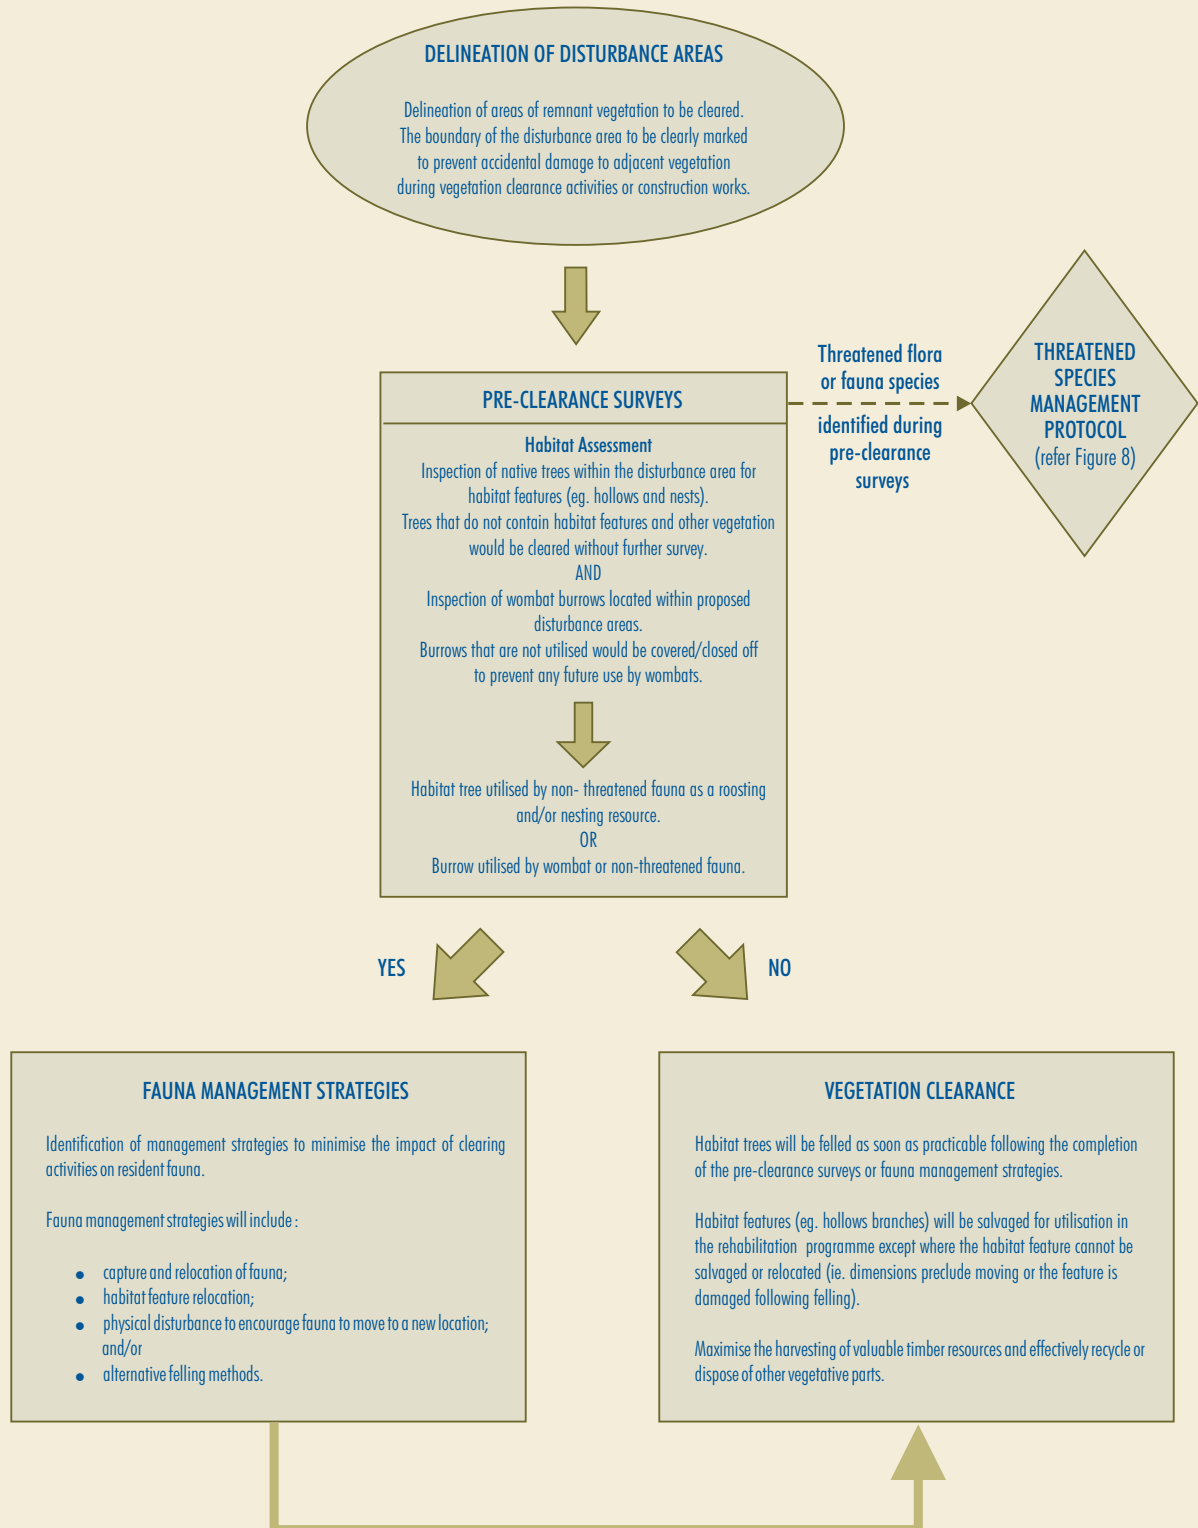 DELINEATION OF DISTURBANCE AREAS
Delineation of areas of remnant vegetation to be cleared.
The boundary of the disturbance area to be clearly marked
to prevent accidental damage to adjacent vegetation
during vegetation clearance activities or construction works.
PRE-CLEARANCE SURVEYS
Habitat Assessment
Inspection of native trees within the disturbance area for
habitat features (eg. hollows and nests).
Trees that do not contain habitat features and other vegetation
would be cleared without further survey.
AND
Inspection of wombat burrows located within proposed
disturbance areas.
Burrows that are not utilised would be covered/closed off
to prevent any future use by wombats.
Habitat tree utilised by non- threatened fauna as a roosting
and/or nesting resource.
OR
Burrow utilised by wombat or non-threatened fauna.
Threatened flora
or fauna species
identified during
pre-clearance
surveys
THREATENED
SPECIES
MANAGEMENT
PROTOCOL
(refer Figure 8)
YES
NO
FAUNA MANAGEMENT STRATEGIES
Identification of management strategies to minimise the impact of clearing
activities on resident fauna.
Fauna management strategies will include :
● capture and relocation of fauna;
● habitat feature relocation;
● physical disturbance to encourage fauna to move to a new location;
and/or
● alternative felling methods.
VEGETATION CLEARANCE
Habitat trees will be felled as soon as practicable following the completion
of the pre-clearance surveys or fauna management strategies.
Habitat features (eg. hollows branches) will be salvaged for utilisation in
the rehabilitation programme except where the habitat feature cannot be
salvaged or relocated (ie. dimensions preclude moving or the feature is
damaged following felling).
Maximise the harvesting of valuable timber resources and effectively recycle or
dispose of other vegetative parts.